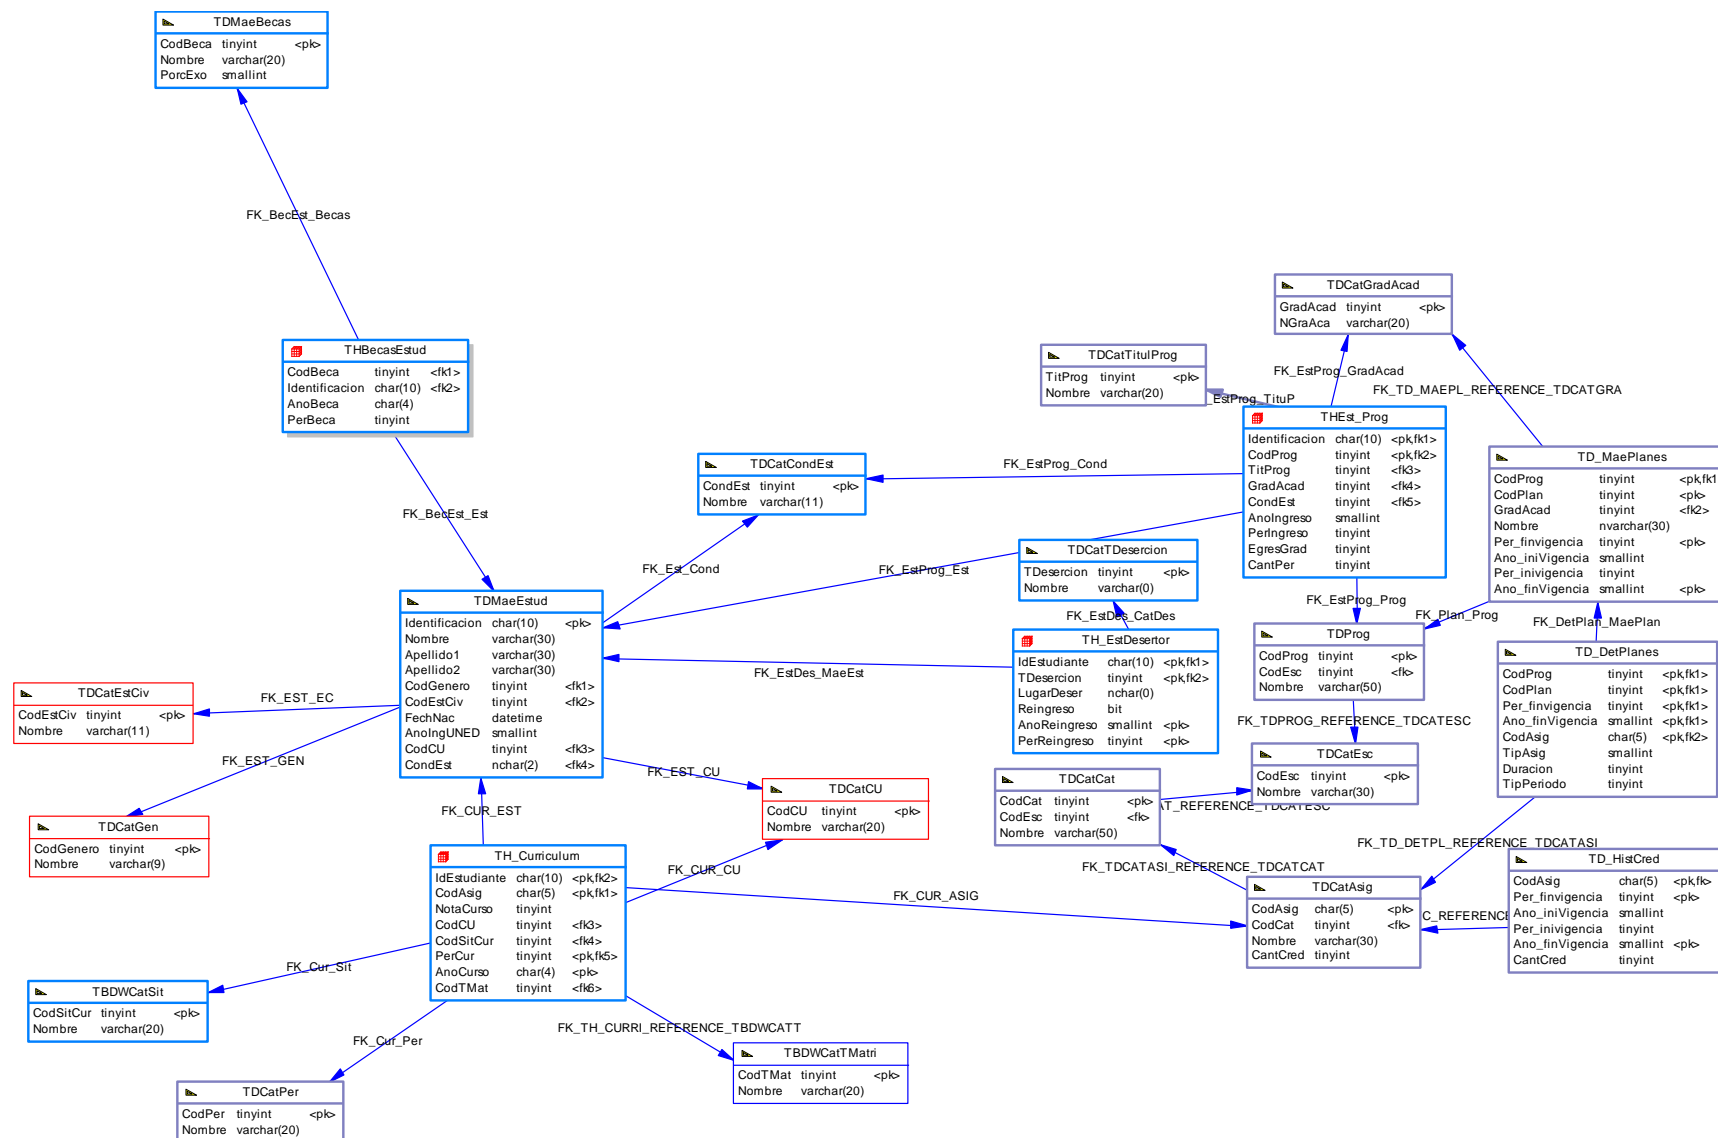 TDMaeBecas
CodBeca tinyint <pk>
Nombre varchar(20)
PorcExo smallint
FK_BecEst_Becas
THBecasEstud
CodBeca tinyint <fk1>
Identificacion char(10) <fk2>
AnoBeca char(4)
PerBeca tinyint
FK_BecEst_Est
TDCatGradAcad
GradAcad tinyint <pk>
NGraAca varchar(20)
TDCatTitulProg
TitProg tinyint <pk>
Nombre varchar(20)
FK_EstProg_GradAcad
FK_TD_MAEPL_REFERENCE_TDCATGRA
_EstProg_TituP
THEst_Prog
Identificacion char(10) <pk,fk1>
CodProg tinyint <pk,fk2>
TitProg tinyint <fk3>
GradAcad tinyint <fk4>
CondEst tinyint <fk5>
AnoIngreso smallint
PerIngreso tinyint
EgresGrad tinyint
CantPer tinyint
TD_MaePlanes
CodProg tinyint <pk,fk1
CodPlan tinyint <pk>
GradAcad tinyint <fk2>
Nombre nvarchar(30)
Per_finvigencia tinyint <pk>
Ano_iniVigencia smallint
Per_inivigencia tinyint
Ano_finVigencia smallint <pk>
TDCatCondEst
CondEst tinyint <pk>
Nombre varchar(11)
FK_EstProg_Cond
FK_Est_Cond
FK_EstProg_Est
TDCatTDesercion
TDesercion tinyint <pk>
Nombre varchar(0)
FK_EstDes_CatDes
FK_EstProg_Prog
FK_Plan_Prog
FK_DetPlan_MaePlan
TDMaeEstud
Identificacion char(10) <pk>
Nombre varchar(30)
Apellido1 varchar(30)
Apellido2 varchar(30)
CodGenero tinyint <fk1>
CodEstCiv tinyint <fk2>
FechNac datetime
AnoIngUNED smallint
CodCU tinyint <fk3>
CondEst nchar(2) <fk4>
TH_EstDesertor
IdEstudiante char(10) <pk,fk1>
TDesercion tinyint <pk,fk2>
LugarDeser nchar(0)
Reingreso bit
AnoReingreso smallint <pk>
PerReingreso tinyint <pk>
FK_EstDes_MaeEst
TDProg
CodProg tinyint <pk>
CodEsc tinyint <fk>
Nombre varchar(50)
TD_DetPlanes
CodProg tinyint <pk,fk1>
CodPlan tinyint <pk,fk1>
Per_finvigencia tinyint <pk,fk1>
Ano_finVigencia smallint <pk,fk1>
CodAsig char(5) <pk,fk2>
TipAsig smallint
Duracion tinyint
TipPeriodo tinyint
TDCatEstCiv
CodEstCiv tinyint <pk>
Nombre varchar(11)
FK_EST_EC
FK_EST_GEN
FK_EST_CU
FK_TDPROG_REFERENCE_TDCATESC
TDCatEsc
CodEsc tinyint <pk>
Nombre varchar(30)
TDCatCat
CodCat tinyint <pk>
CodEsc tinyint <fk>
Nombre varchar(50)
AT_REFERENCE_TDCATESC
TDCatCU
CodCU tinyint <pk>
Nombre varchar(20)
TDCatGen
CodGenero tinyint <pk>
Nombre varchar(9)
FK_CUR_EST
FK_CUR_CU
FK_TD_DETPL_REFERENCE_TDCATASI
FK_TDCATASI_REFERENCE_TDCATCAT
TH_Curriculum
IdEstudiante char(10) <pk,fk2>
CodAsig char(5) <pk,fk1>
NotaCurso tinyint
CodCU tinyint <fk3>
CodSitCur tinyint <fk4>
PerCur tinyint <pk,fk5>
AnoCurso char(4) <pk>
CodTMat tinyint <fk6>
FK_CUR_ASIG
TDCatAsig
CodAsig char(5) <pk>
CodCat tinyint <fk>
Nombre varchar(30)
CantCred tinyint
C_REFERENCE
TD_HistCred
CodAsig char(5) <pk,fk>
Per_finvigencia tinyint <pk>
Ano_iniVigencia smallint
Per_inivigencia tinyint
Ano_finVigencia smallint <pk>
CantCred tinyint
FK_Cur_Sit
TBDWCatSit
CodSitCur tinyint <pk>
Nombre varchar(20)
FK_Cur_Per
FK_TH_CURRI_REFERENCE_TBDWCATT
TBDWCatTMatri
CodTMat tinyint <pk>
Nombre varchar(20)
TDCatPer
CodPer tinyint <pk>
Nombre varchar(20)